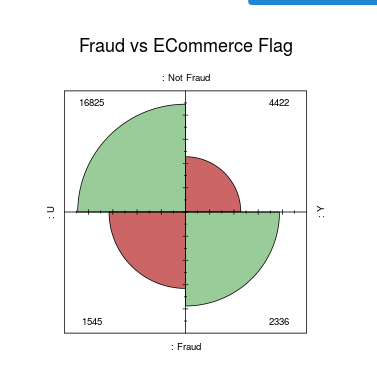 Fraud vs ECommerce Flag
: Not Fraud
16825 4422
: U : Y
1545 2336
: Fraud